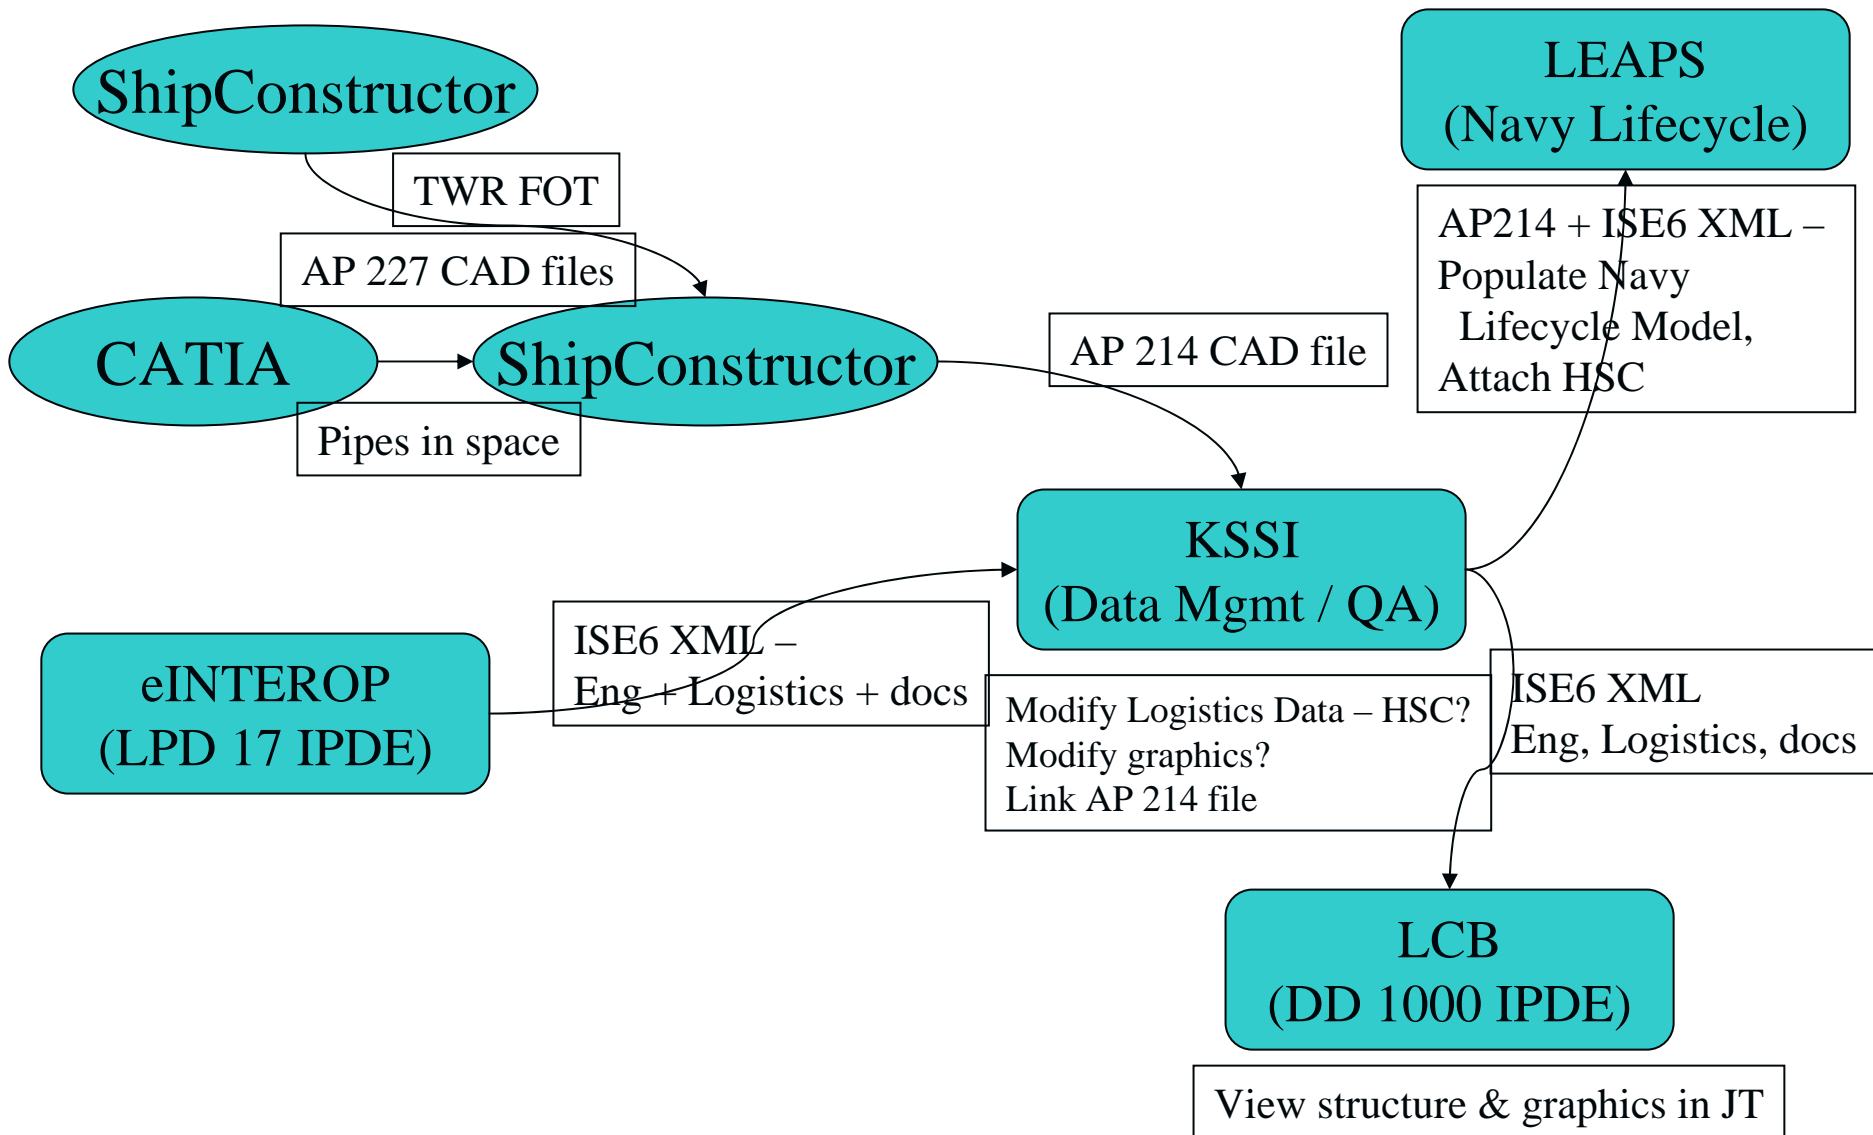 ShipConstructor
LEAPS
(Navy Lifecycle)
TWR FOT
AP 227 CAD files
CATIA
ShipConstructor
Pipes in space
AP 214 CAD file
AP214 + ISE6 XML –
Populate Navy
Lifecycle Model,
Attach HSC
KSSI
(Data Mgmt / QA)
eINTEROP
(LPD 17 IPDE)
ISE6 XML –
Eng + Logistics + docs
Modify Logistics Data – HSC?
Modify graphics?
Link AP 214 file
ISE6 XML
Eng, Logistics, docs
LCB
(DD 1000 IPDE)
View structure & graphics in JT